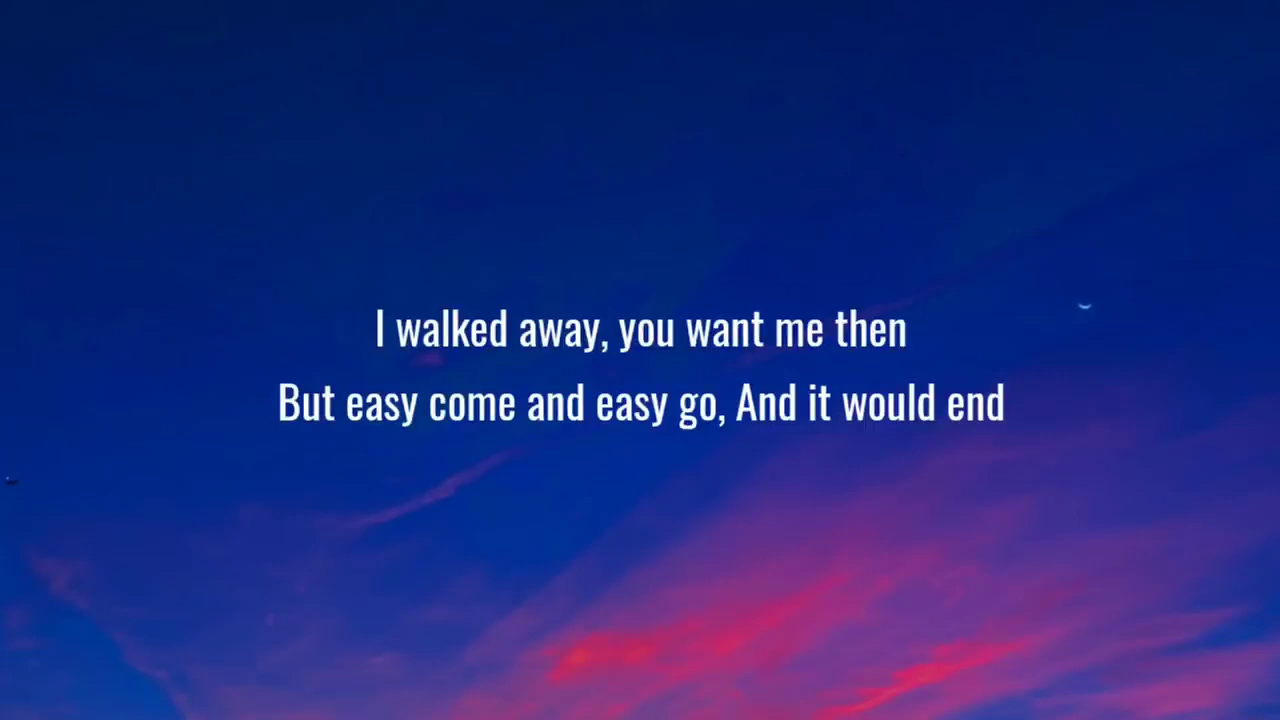 I walked away, you want me then
But easy come and easy go, And it would end